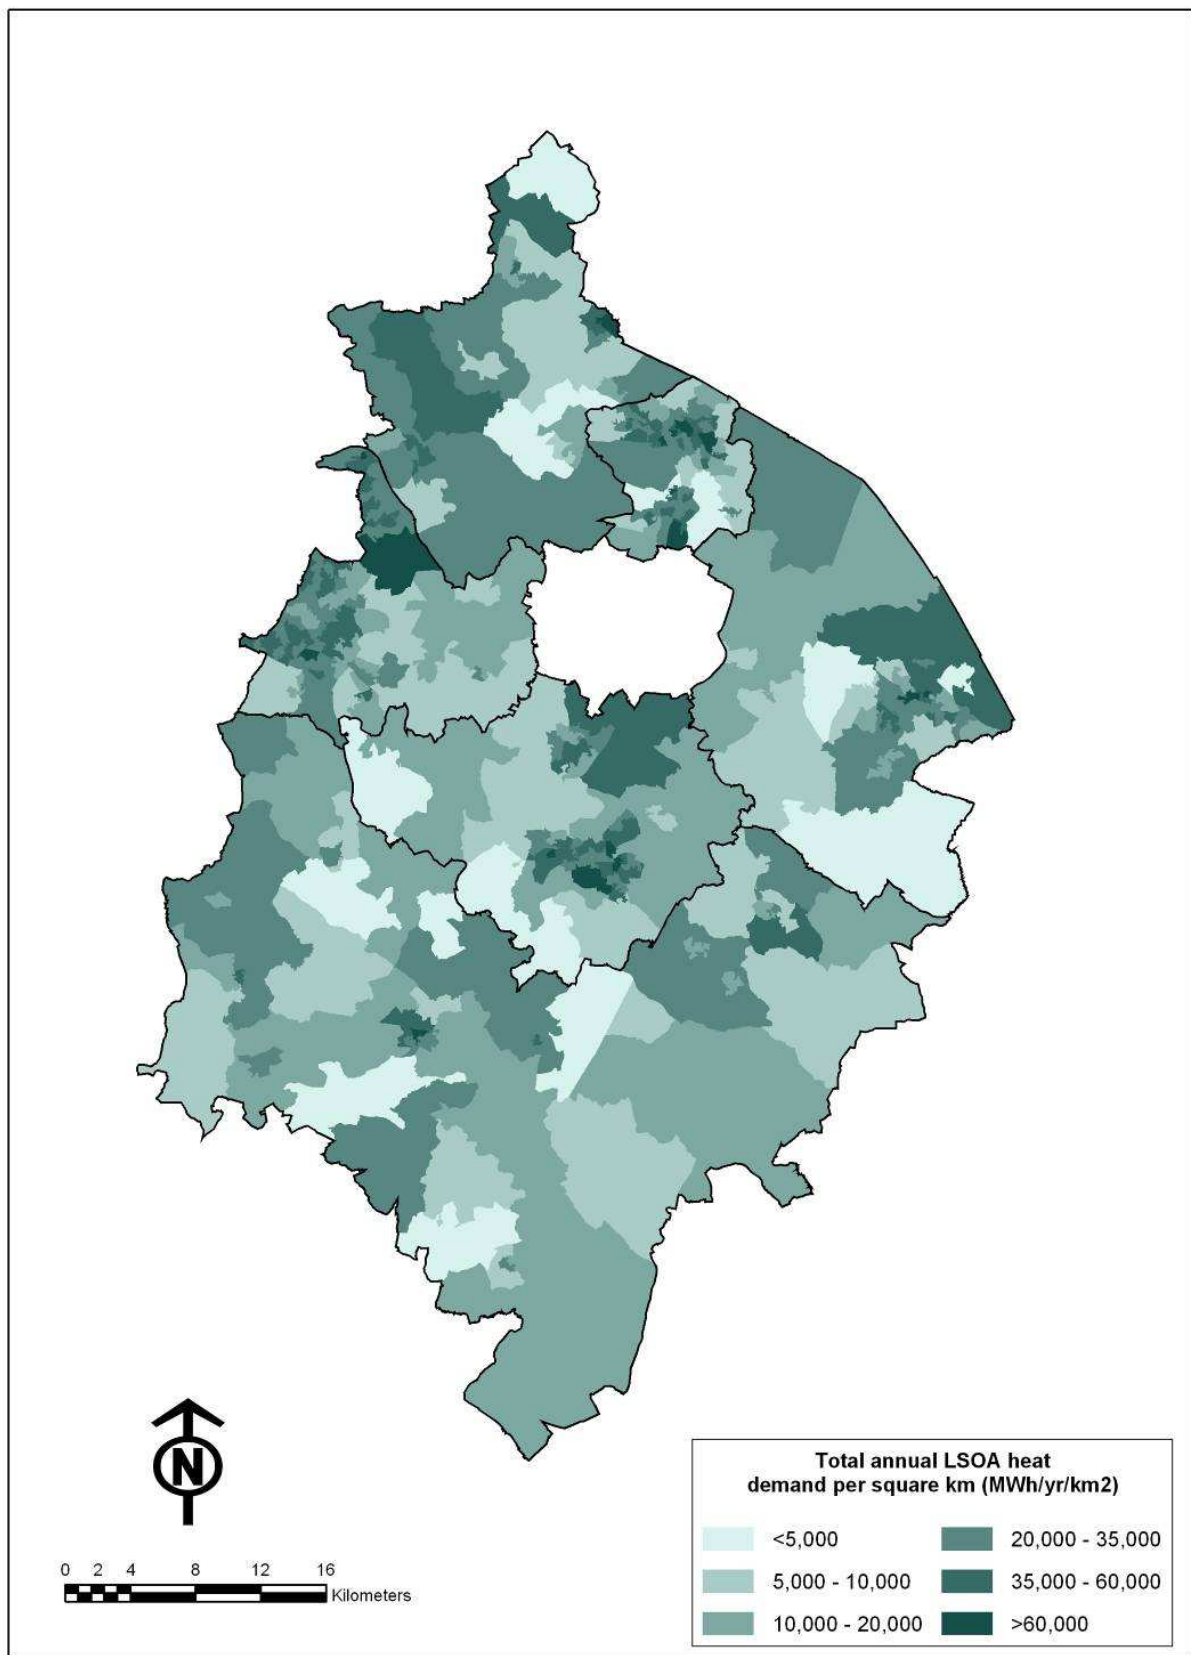 N
0 2 4 8 12 16
Kilometers
Total annual LSOA heat
demand per square km (MWh/yr/km2)
<5,000
5,000 - 10,000
10,000 - 20,000
20,000 - 35,000
35,000 - 60,000
>60,000